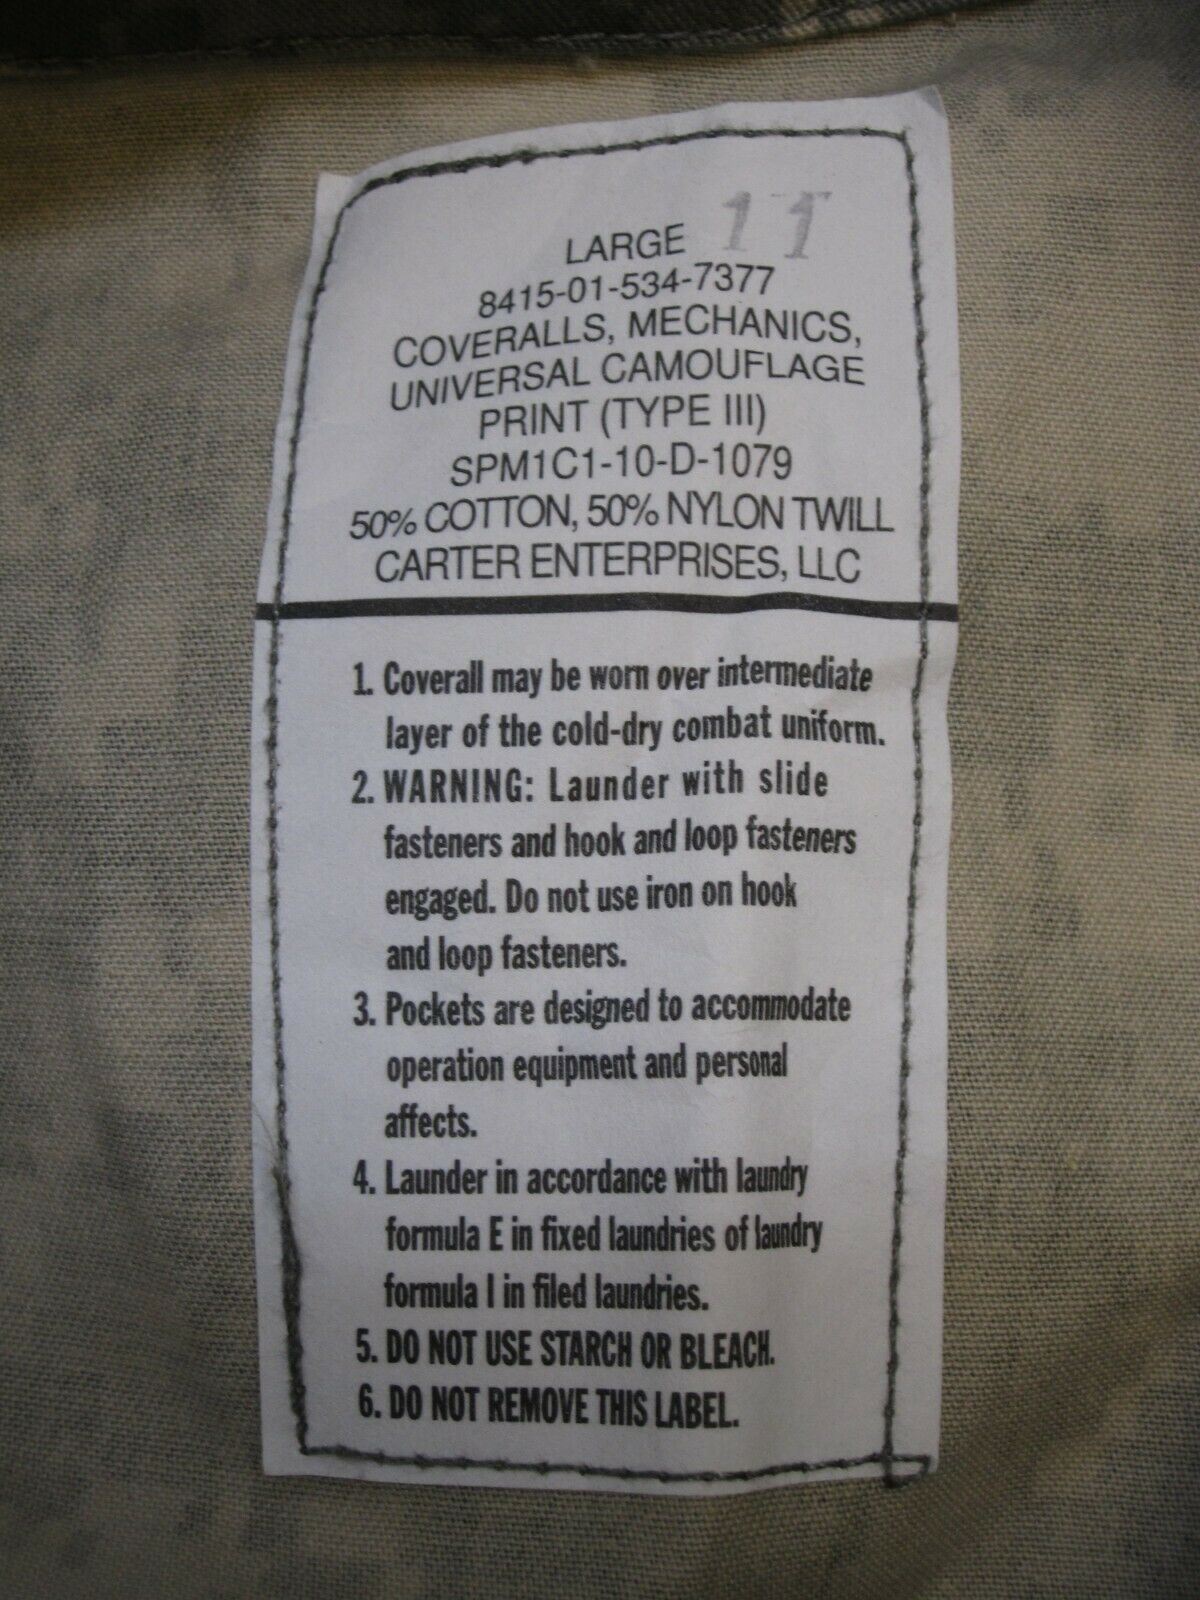 LARGE 11
8415-01-534-7377
COVERALLS, MECHANICS,
UNIVERSAL CAMOUFLAGE
PRINT (TYPE III)
SPM1C1-10-D-1079
50% COTTON, 50% NYLON TWILL
CARTER ENTERPRISES, LLC
1. Coverall may be worn over intermediate
layer of the cold-dry combat uniform.
2. WARNING: Launder with slide
fasteners and hook and loop fasteners
engaged. Do not use iron on hook
and loop fasteners.
3. Pockets are designed to accommodate
operation equipment and personal
affects.
4. Launder in accordance with laundry
formula E in fixed laundries of laundry
formula I in filed laundries.
5. DO NOT USE STARCH OR BLEACH.
6. DO NOT REMOVE THIS LABEL.